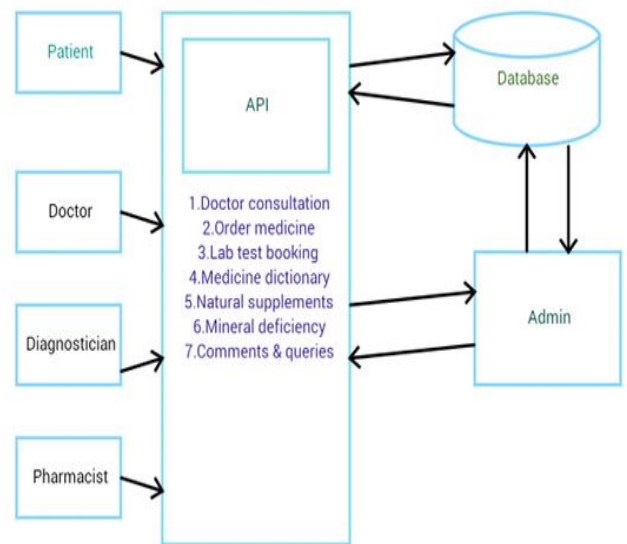 Patient
Doctor
Diagnostician
Pharmacist
API
1.Doctor consultation
2.Order medicine
3.Lab test booking
4.Medicine dictionary
5.Natural supplements
6.Mineral deficiency
7.Comments & queries
Database
Admin